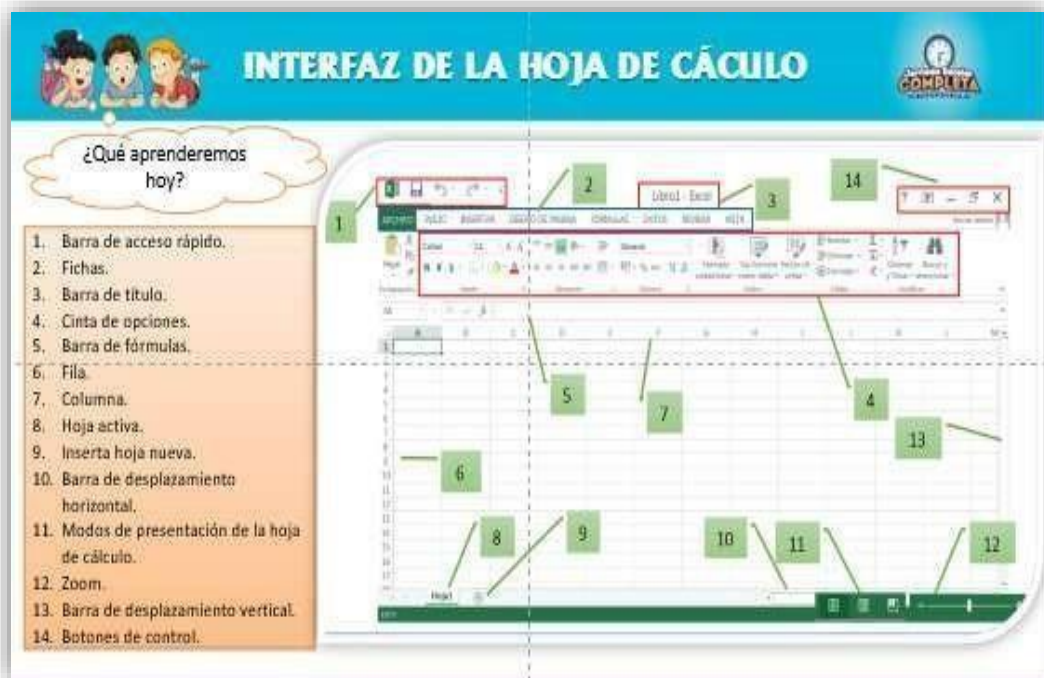 INTERFAZ DE LA HOJA DE CÁCULO
COMPLETA
¿Qué aprenderemos
hoy?
1. Barra de acceso rápido.
2. Fichas.
3. Barra de título.
4. Cinta de opciones.
5. Barra de fórmulas.
6. Fila.
7. Columna.
8. Hoja activa.
9. Inserta hoja nueva.
10. Barra de desplazamiento
horizontal.
11. Modos de presentación de la hoja
de cálculo.
12. Zoom.
13. Barra de desplazamiento vertical.
14. Botones de control.
14
2
Libro1 - Excel
3
1
ARCHIVO INICIO INSERTAR DISEÑO DE PÁGINA FÓRMULAS DATOS REVISAR VISTA
5
7
4
13
6
8
9
10
11
12
Hoja1